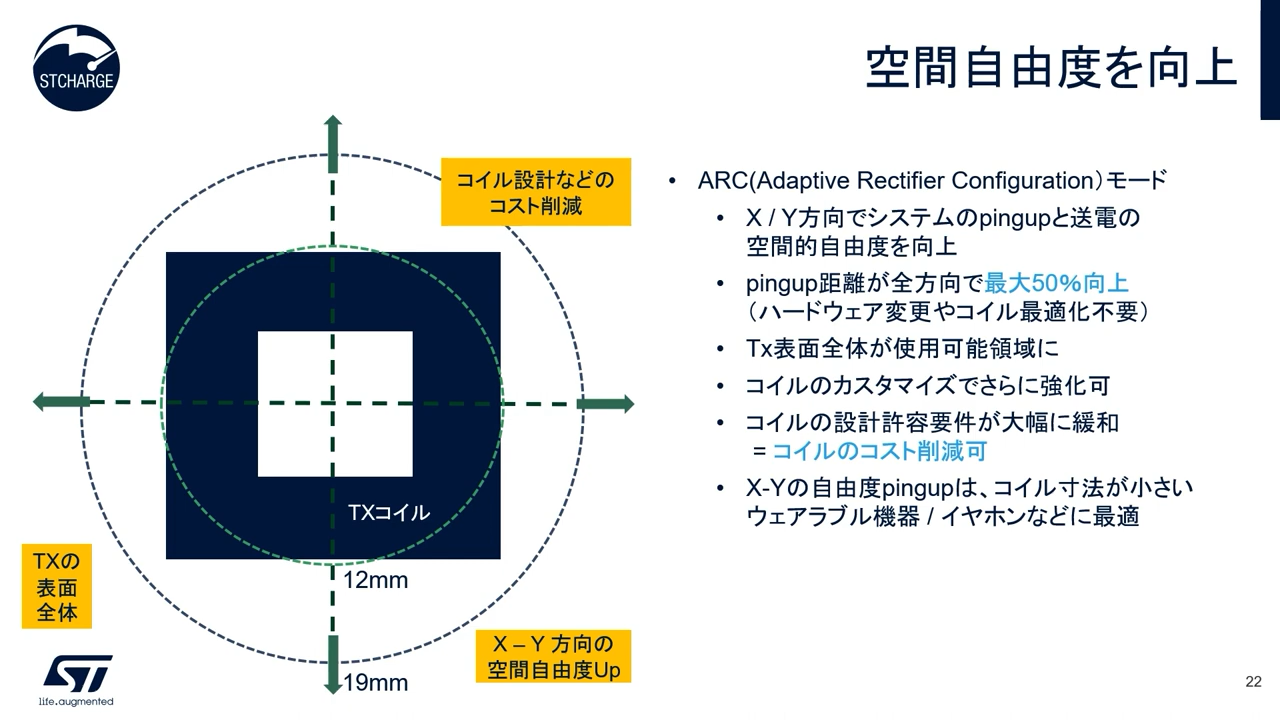 STCHARGE
空間自由度を向上
コイル設計などの
コスト削減
TXコイル
12mm
19mm
TXの
表面
全体
X – Y 方向の
空間自由度Up
• ARC(Adaptive Rectifier Configuration）モード
• X / Y方向でシステムのpingupと送電の
空間的自由度を向上
• pingup距離が全方向で最大50%向上
（ハードウェア変更やコイル最適化不要）
• Tx表面全体が使用可能領域に
• コイルのカスタマイズでさらに強化可
• コイルの設計許容要件が大幅に緩和
= コイルのコスト削減可
• X-Yの自由度pingupは、コイル寸法が小さい
ウェアラブル機器 / イヤホンなどに最適
ST
life.augmented
22